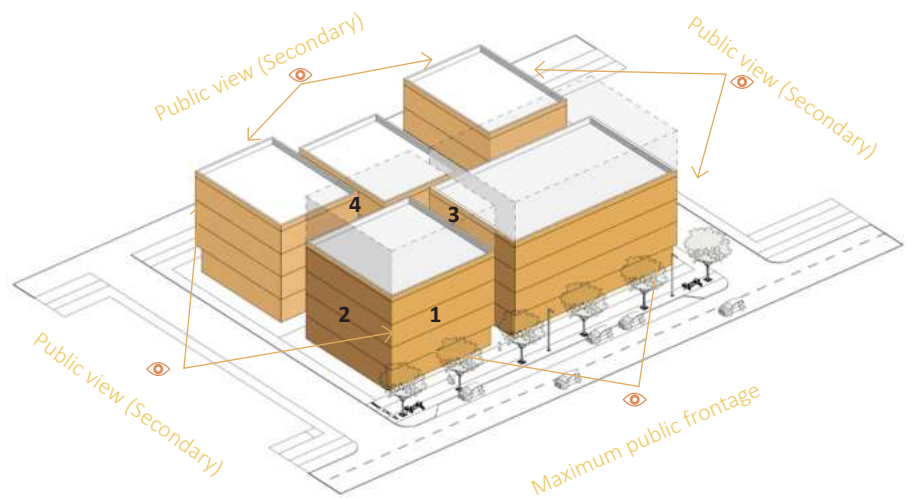 Public view (Secondary)
Public view (Secondary)
4
3
2
1
Public view (Secondary)
Maximum public frontage